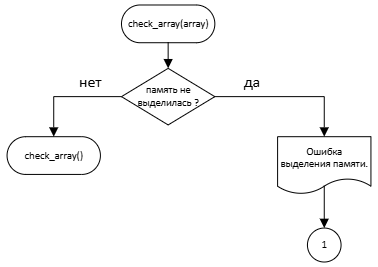 check_array(array)
нет
память не
выделилась ?
да
check_array()
Ошибка
выделения памяти.
1